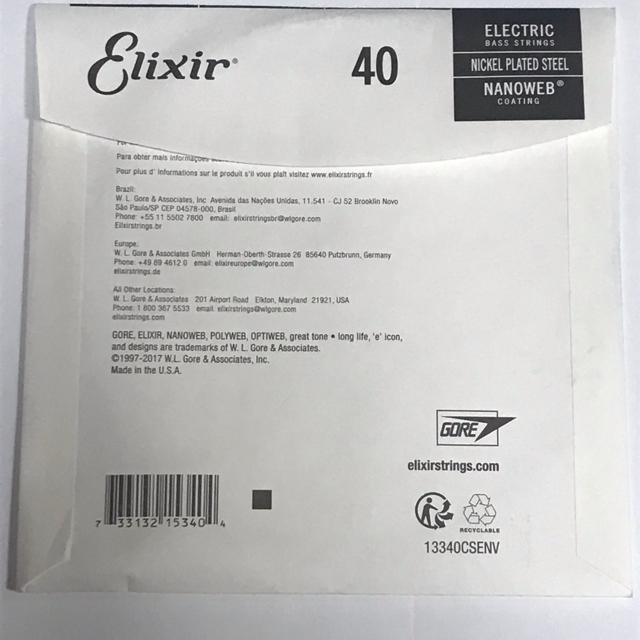 Elixir®
40
ELECTRIC
BASS STRINGS
NICKEL PLATED STEEL
NANOWEB®
COATING
Para obter mais informações
Pour plus d' informations sur le produit s'il vous plaît visitez www.elixirstrings.fr
Brazil:
W. L. Gore & Associates, Inc Avenida das Nações Unidas, 11.541 - CJ 52 Brooklin Novo
São Paulo/SP CEP 04578-000, Brasil
Phone: +55 11 5502 7800 email: elixirstringsbr@wlgore.com
Elixirstrings.br
Europe:
W. L. Gore & Associates GmbH Herman-Oberth-Strasse 26 85640 Putzbrunn, Germany
Phone: +49 89 4612 0 email: elixireurope@wlgore.com
elixirstrings.de
All Other Locations:
W. L. Gore & Associates 201 Airport Road Elkton, Maryland 21921, USA
Phone: 1 800 367 5533 email: elixirstrings@wlgore.com
elixirstrings.com
GORE, ELIXIR, NANOWEB, POLYWEB, OPTIWEB, great tone • long life, 'e' icon,
and designs are trademarks of W. L. Gore & Associates.
©1997-2017 W.L. Gore & Associates, Inc.
Made in the U.S.A.
GORE
elixirstrings.com
7 33132 15340 4
RECYCLABLE
13340CSENV